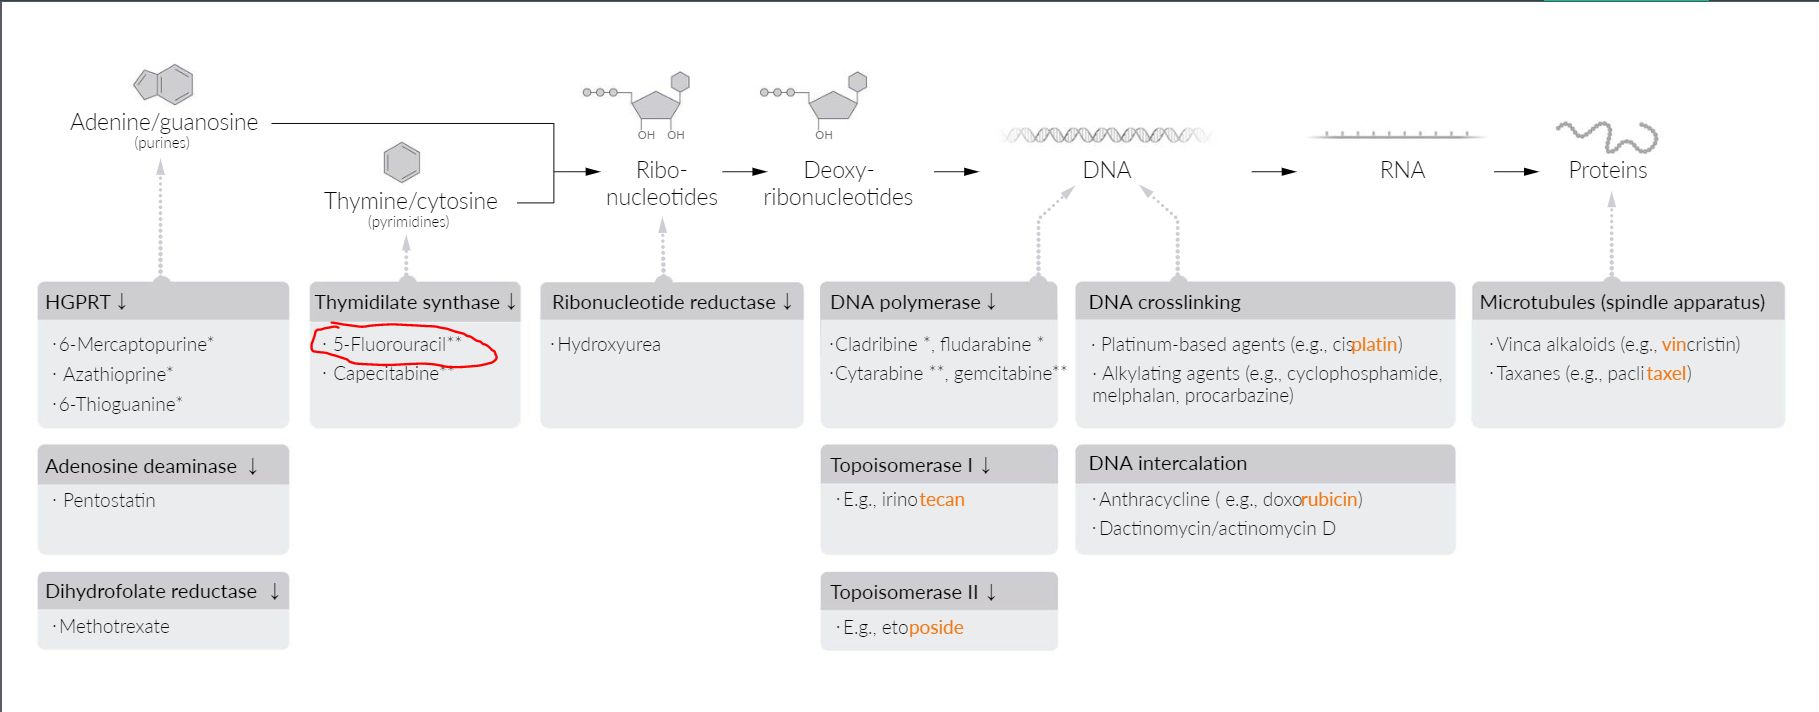 Adenine/guanosine
(purines)
Thymine/cytosine
(pyrimidines)
OH OH
Ribo-
nucleotides
OH
Deoxy-
ribonucleotides
DNA
RNA
Proteins
HGPRT ↓
· 6-Mercaptopurine*
· Azathioprine*
· 6-Thioguanine*
Adenosine deaminase ↓
· Pentostatin
Dihydrofolate reductase ↓
· Methotrexate
Thymidilate synthase ↓
· 5-Fluorouracil**
· Capecitabine**
Ribonucleotide reductase ↓
· Hydroxyurea
DNA polymerase ↓
· Cladribine *, fludarabine *
· Cytarabine **, gemcitabine**
Topoisomerase I ↓
· E.g., irinotecan
Topoisomerase II ↓
· E.g., etoposide
DNA crosslinking
· Platinum-based agents (e.g., cisplatin)
· Alkylating agents (e.g., cyclophosphamide,
melphalan, procarbazine)
DNA intercalation
· Anthracycline ( e.g., doxorubicin)
· Dactinomycin/actinomycin D
Microtubules (spindle apparatus)
· Vinca alkaloids (e.g., vincristin)
· Taxanes (e.g., paclitaxel)